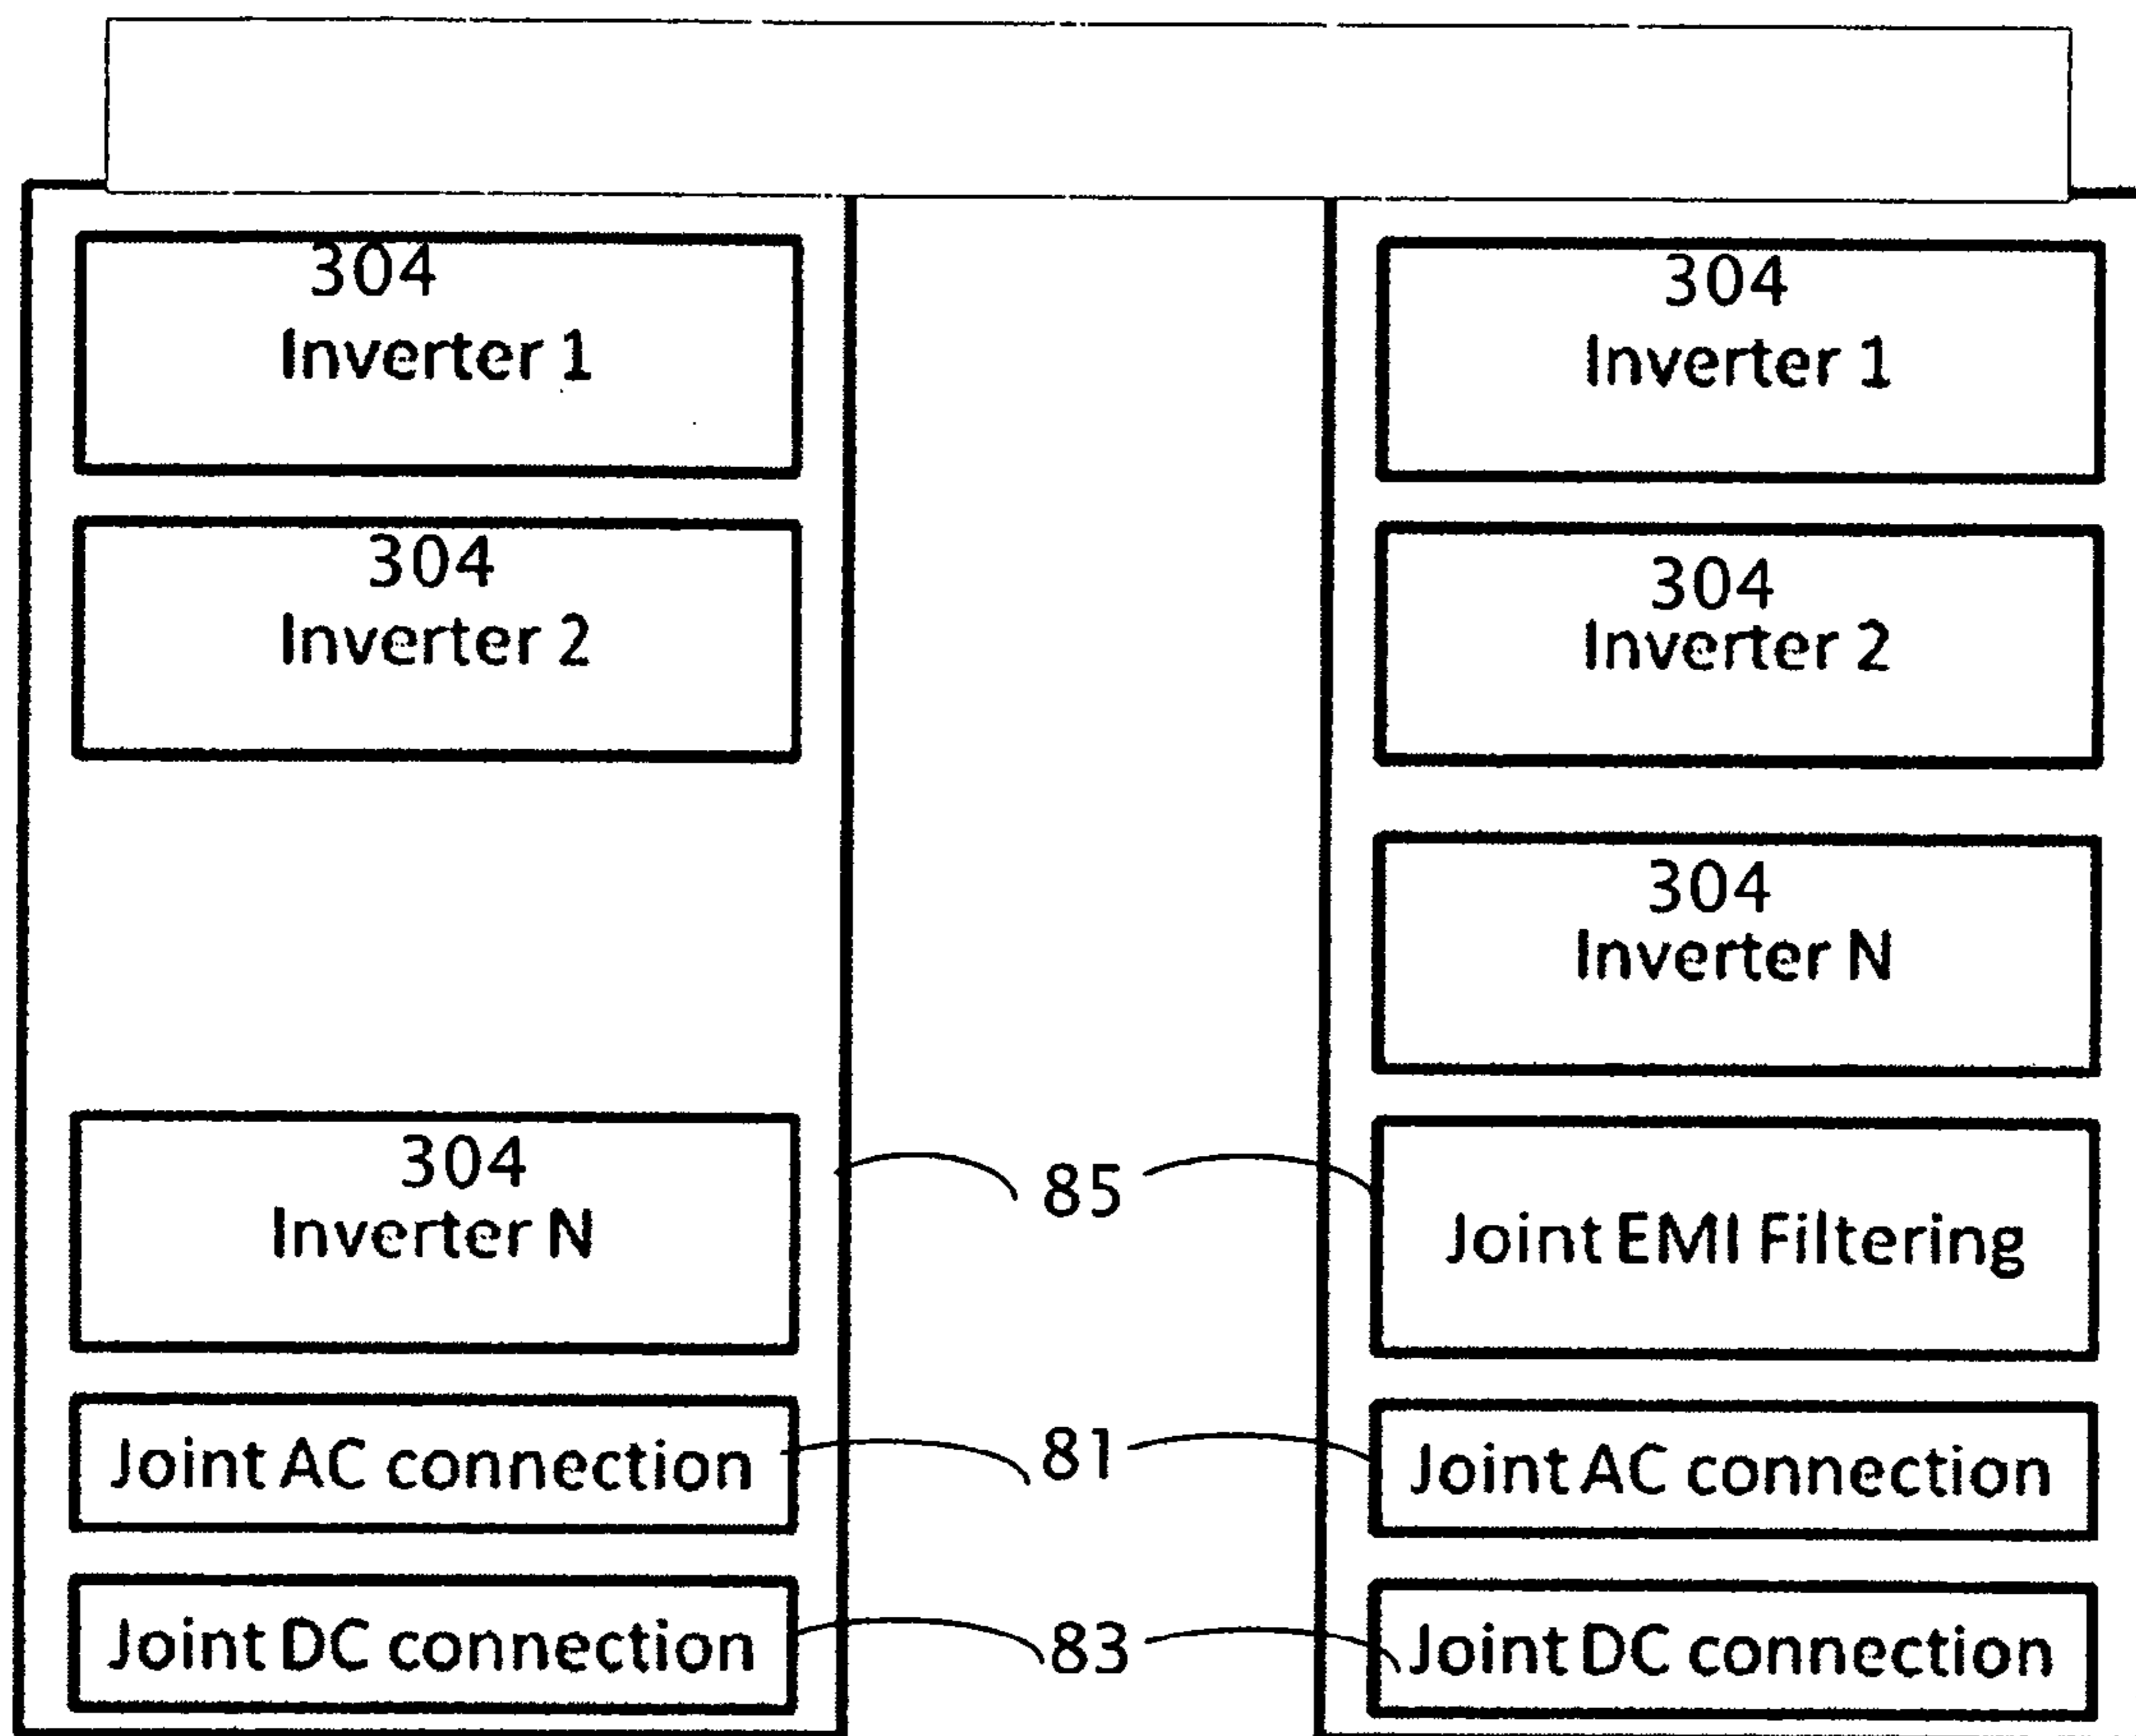 304
Inverter 1
304
Inverter 2
304
Inverter N
Joint AC connection
Joint DC connection
85
81
83
304
Inverter 1
304
Inverter 2
304
Inverter N
Joint EMI Filtering
Joint AC connection
Joint DC connection